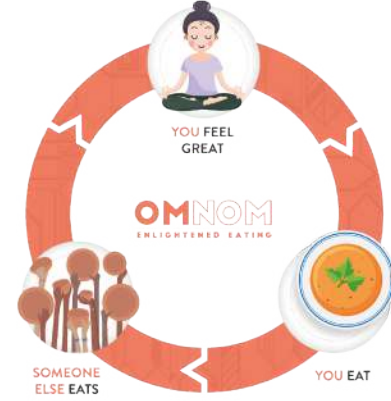 YOU FEEL
GREAT
OMNOM
ENLIGHTENED EATING
YOU EAT
SOMEONE
ELSE EATS